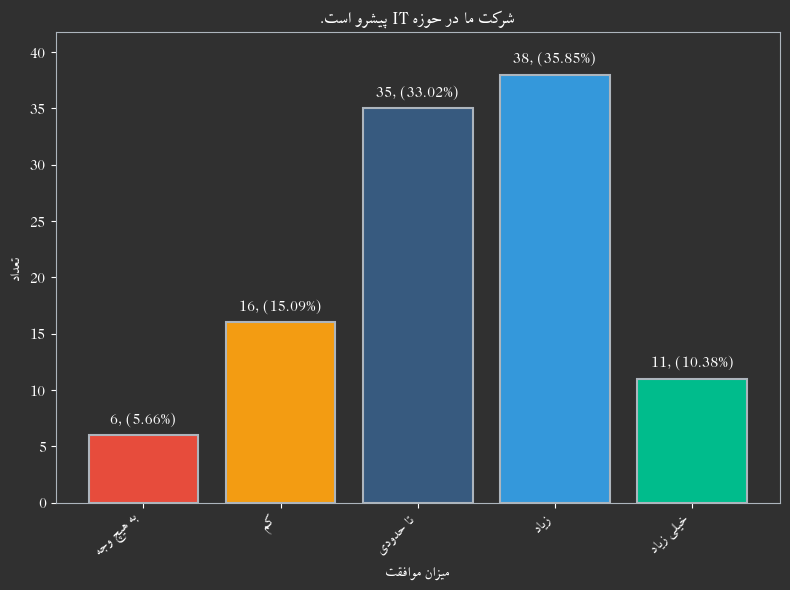 شرکت ما در حوزه IT پیشرو است.
تعداد
40
35
30
25
20
15
10
5
0
6, (5.66%)
16, (15.09%)
35, (33.02%)
38, (35.85%)
11, (10.38%)
به هیچ وجه
کم
تا حدودی
زیاد
خیلی زیاد
میزان موافقت